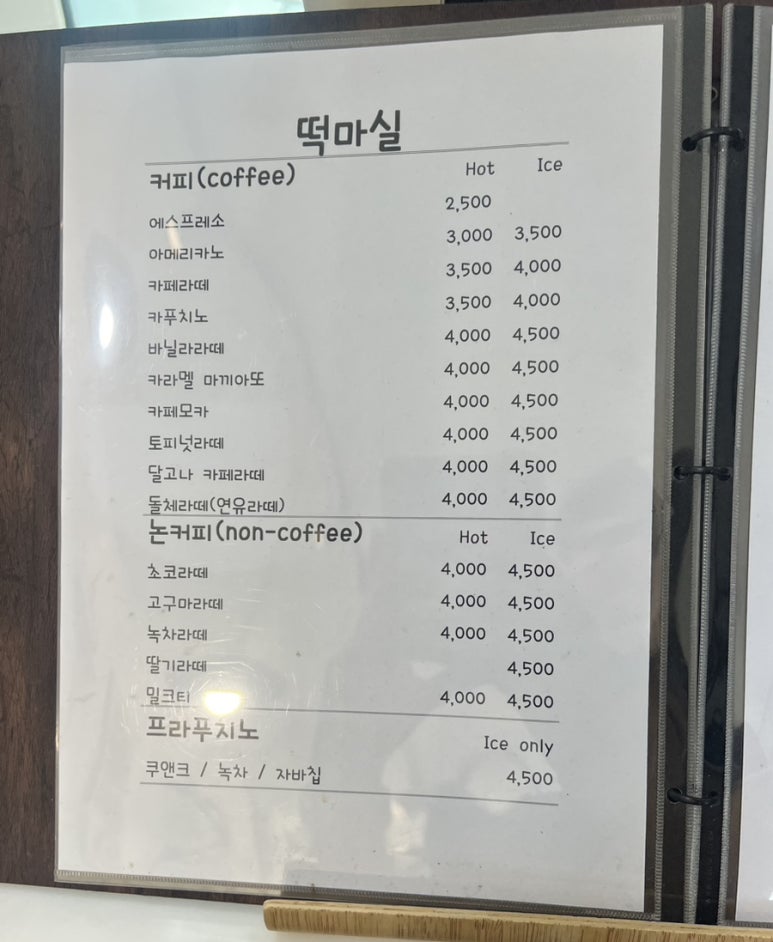 떡마실
커피(coffee) Hot Ice
에스프레소 2,500
아메리카노 3,000 3,500
카페라떼 3,500 4,000
카푸치노 3,500 4,000
바닐라라떼 4,000 4,500
카라멜 마끼아또 4,000 4,500
카페모카 4,000 4,500
토피넛라떼 4,000 4,500
달고나 카페라떼 4,000 4,500
돌체라떼(연유라떼) 4,000 4,500
논커피(non-coffee) Hot Ice
초코라떼 4,000 4,500
고구마라떼 4,000 4,500
녹차라떼 4,000 4,500
딸기라떼 4,500
밀크티 4,000 4,500
프라푸치노 Ice only
쿠앤크 / 녹차 / 자바칩 4,500